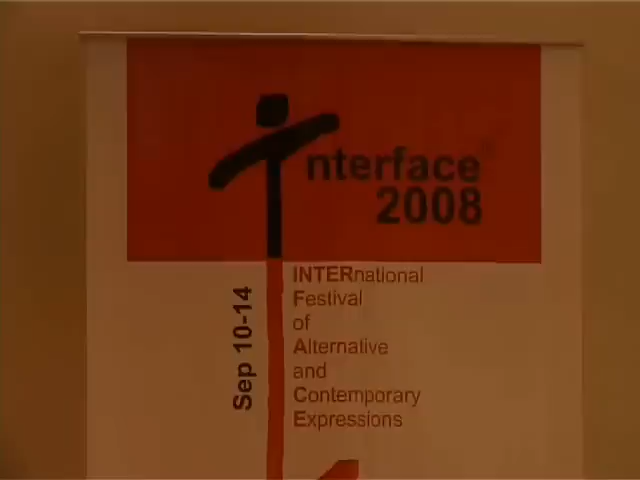 Interface
2008
Sep 10-14
INTERnational
Festival
of
Alternative
and
Contemporary
Expressions